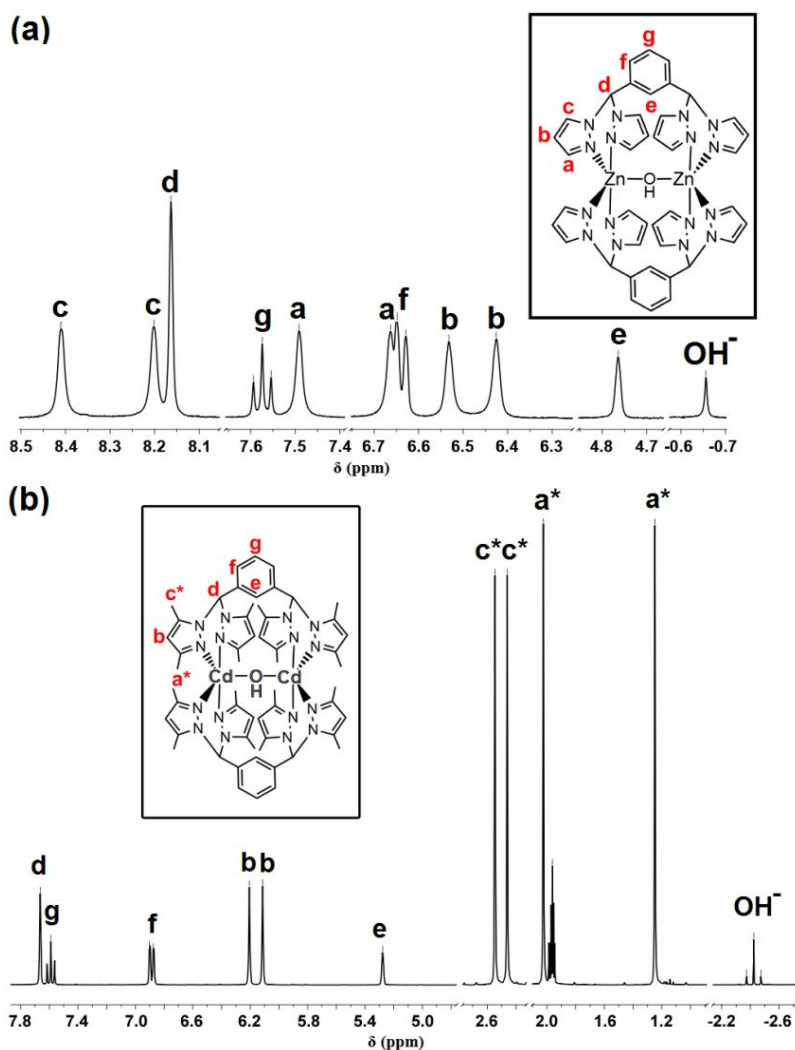 (a)
g
f
d
e
c
b
a
N N N N
N N N N
Zn O Zn
H
N N N N
N N N N
c c d g a a f b b e OH-
8.5 8.4 8.3 8.2 8.1 7.6 7.5 7.4 6.7 6.6 6.5 6.4 6.3 4.8 4.7 -0.6 -0.7
δ (ppm)
(b)
g
f
e
c*
d
b
a*
N N N N
N N N N
Cd O Cd
H
N N N N
N N N N
d g f b b e c* c* a* a* OH-
7.8 7.4 7.0 6.6 6.2 5.8 5.4 5.0 2.6 2.4 2.0 1.6 1.2 -2.2 -2.6
δ (ppm)